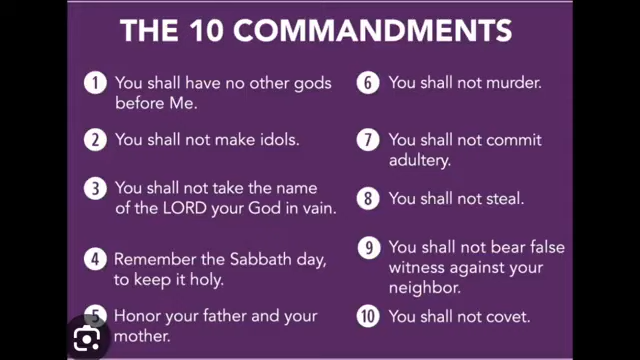 THE 10 COMMANDMENTS
1 You shall have no other gods
before Me.
2 You shall not make idols.
3 You shall not take the name
of the LORD your God in vain.
4 Remember the Sabbath day,
to keep it holy.
5 Honor your father and your
mother.
6 You shall not murder.
7 You shall not commit
adultery.
8 You shall not steal.
9 You shall not bear false
witness against your
neighbor.
10 You shall not covet.